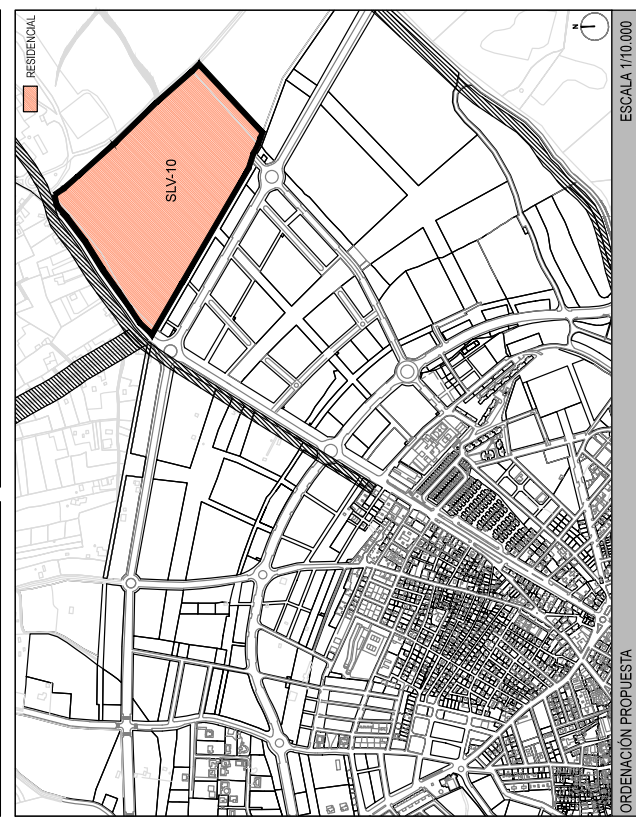 RESIDENCIAL
SLV-10
N
ORDENACIÓN PROPUESTA
ESCALA 1/10.000